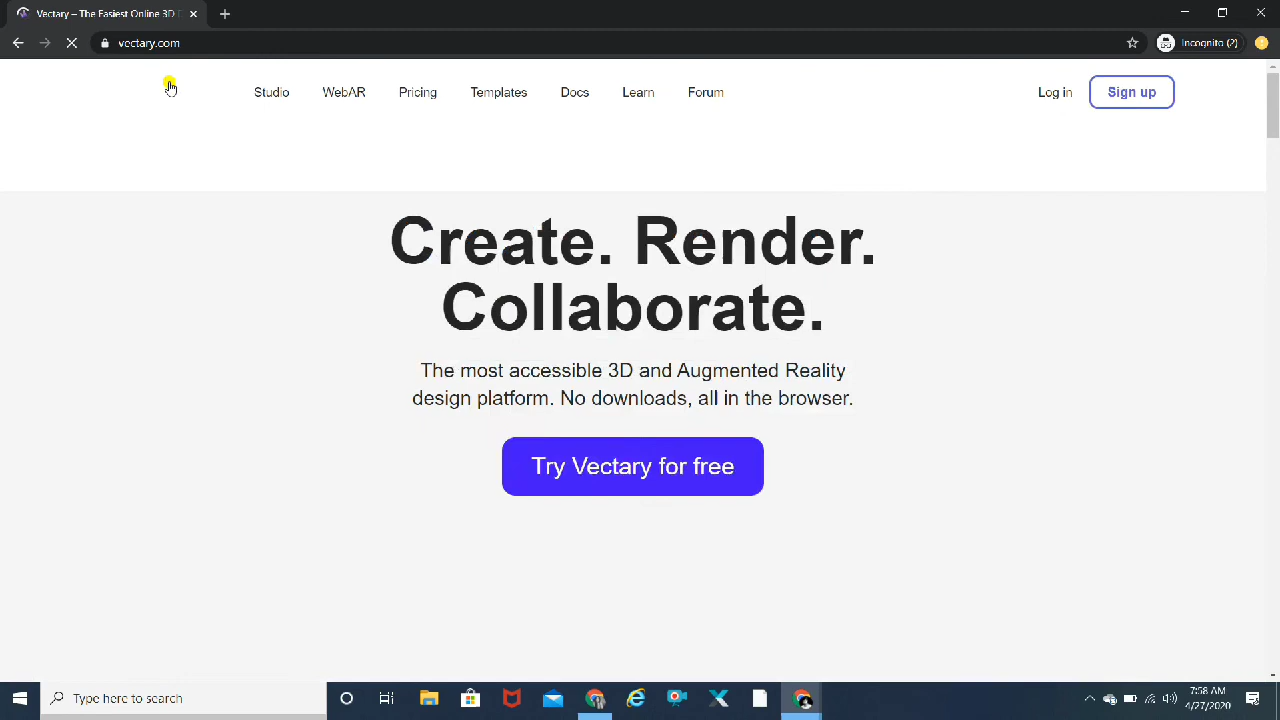 Vectary – The Easiest Online 3D
vectary.com
Incognito (2)
Studio WebAR Pricing Templates Docs Learn Forum Log in Sign up
Create. Render.
Collaborate.
The most accessible 3D and Augmented Reality
design platform. No downloads, all in the browser.
Try Vectary for free
Type here to search
7:58 AM
4/27/2020